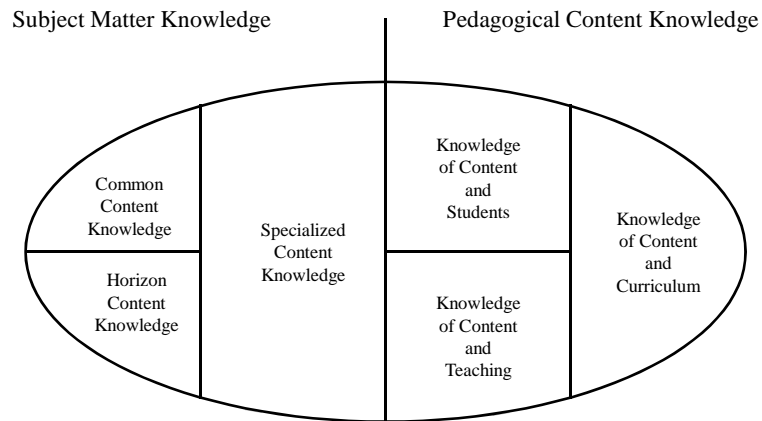 Subject Matter Knowledge
Pedagogical Content Knowledge
Common
Content
Knowledge
Horizon
Content
Knowledge
Specialized
Content
Knowledge
Knowledge
of Content
and
Students
Knowledge
of Content
and
Teaching
Knowledge
of Content
and
Curriculum